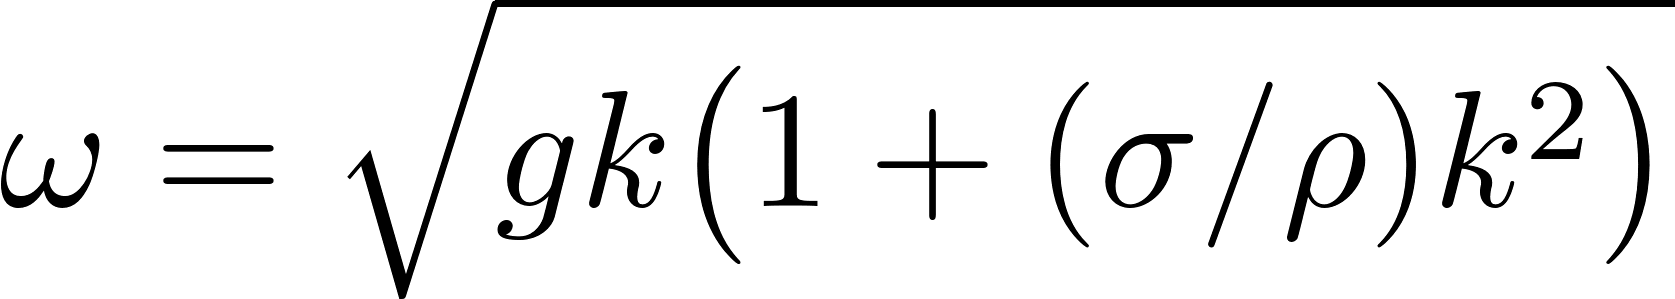 ω = √gk(1 + (σ/ρ)k²)